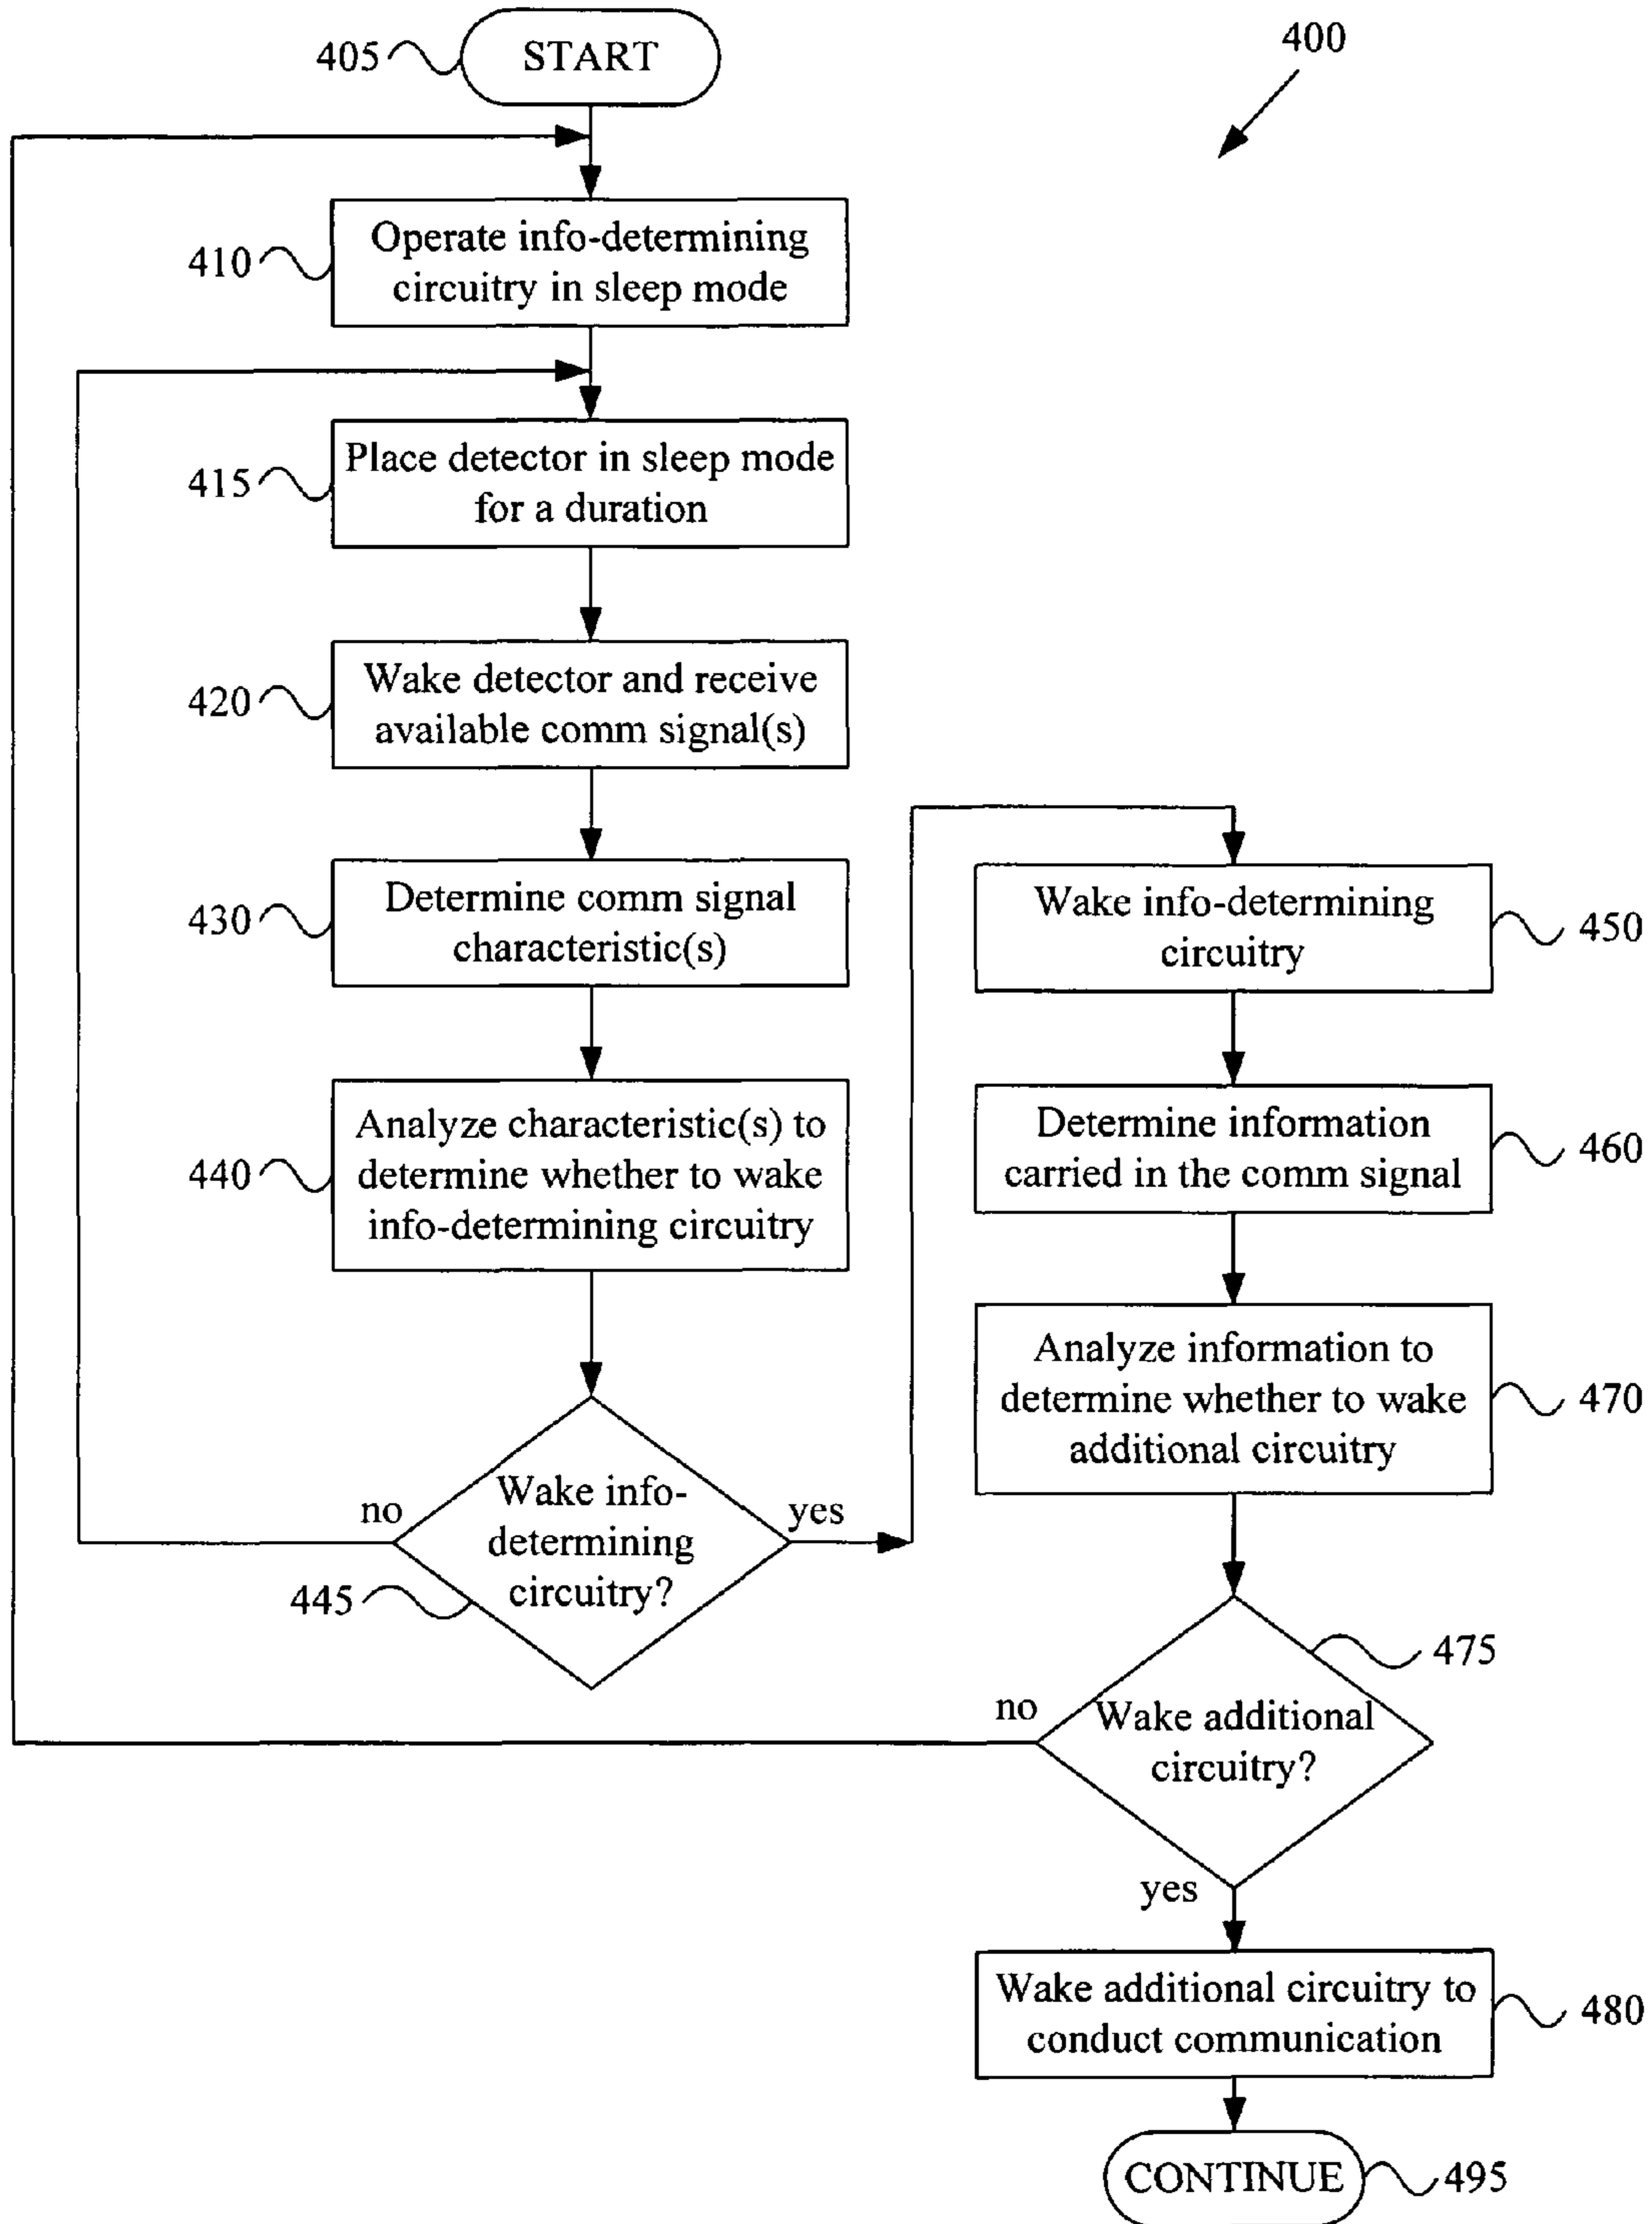 400
405
START
410
Operate info-determining
circuitry in sleep mode
415
Place detector in sleep mode
for a duration
420
Wake detector and receive
available comm signal(s)
430
Determine comm signal
characteristic(s)
440
Analyze characteristic(s) to
determine whether to wake
info-determining circuitry
445
Wake info-
determining
circuitry?
no
yes
Wake info-determining
circuitry
450
Determine information
carried in the comm signal
460
Analyze information to
determine whether to wake
additional circuitry
470
Wake additional
circuitry?
475
no
yes
Wake additional circuitry to
conduct communication
480
CONTINUE
495